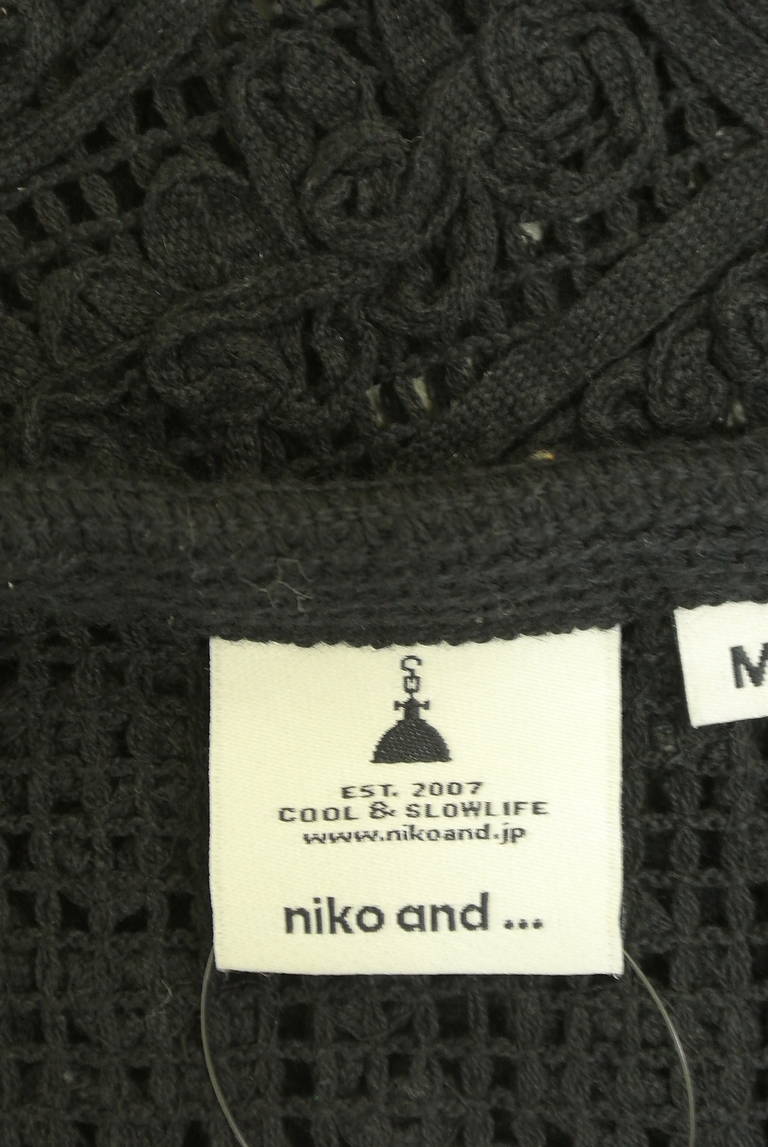 EST. 2007
COOL & SLOWLIFE
www.nikoand.jp
niko and ...
M